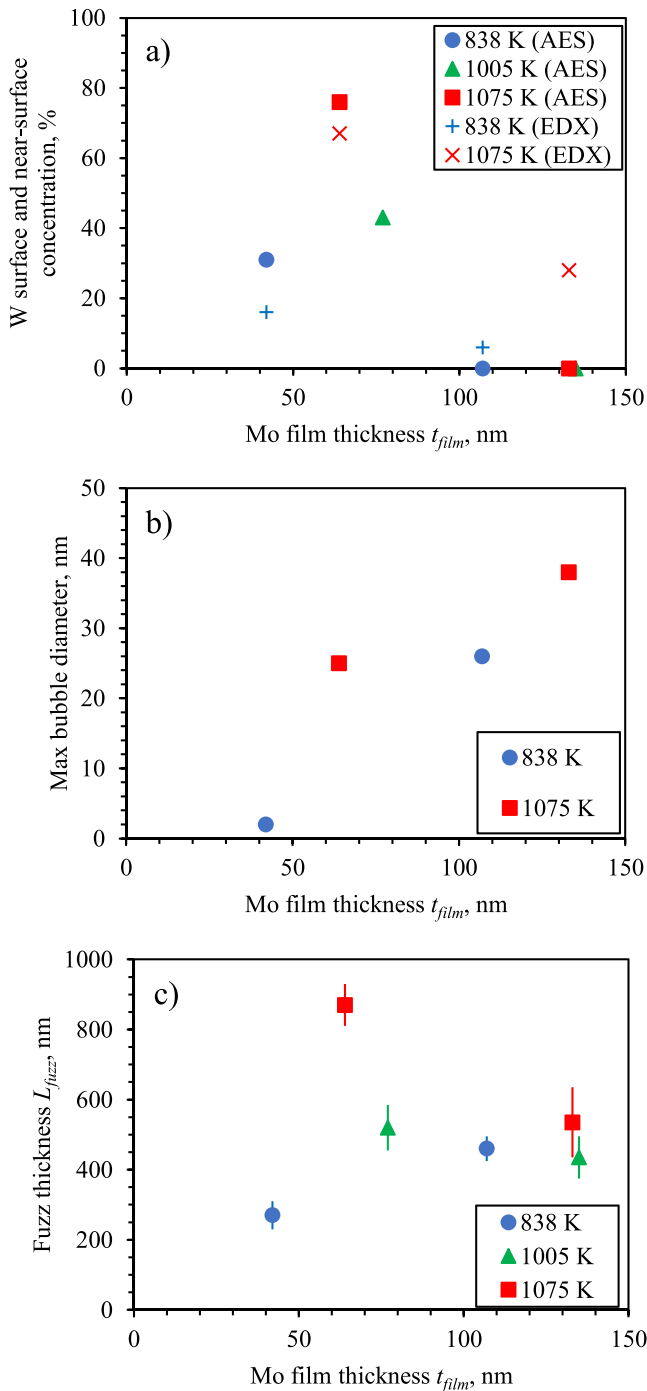 a)
838 K (AES)
1005 K (AES)
1075 K (AES)
838 K (EDX)
1075 K (EDX)
W surface and near-surface
concentration, %
100
80
60
40
20
0
0 50 100 150
Mo film thickness t_film, nm
b)
Max bubble diameter, nm
50
40
30
20
10
0
838 K
1075 K
0 50 100 150
Mo film thickness t_film, nm
c)
Fuzz thickness L_fuzz, nm
1000
800
600
400
200
0
838 K
1005 K
1075 K
0 50 100 150
Mo film thickness t_film, nm